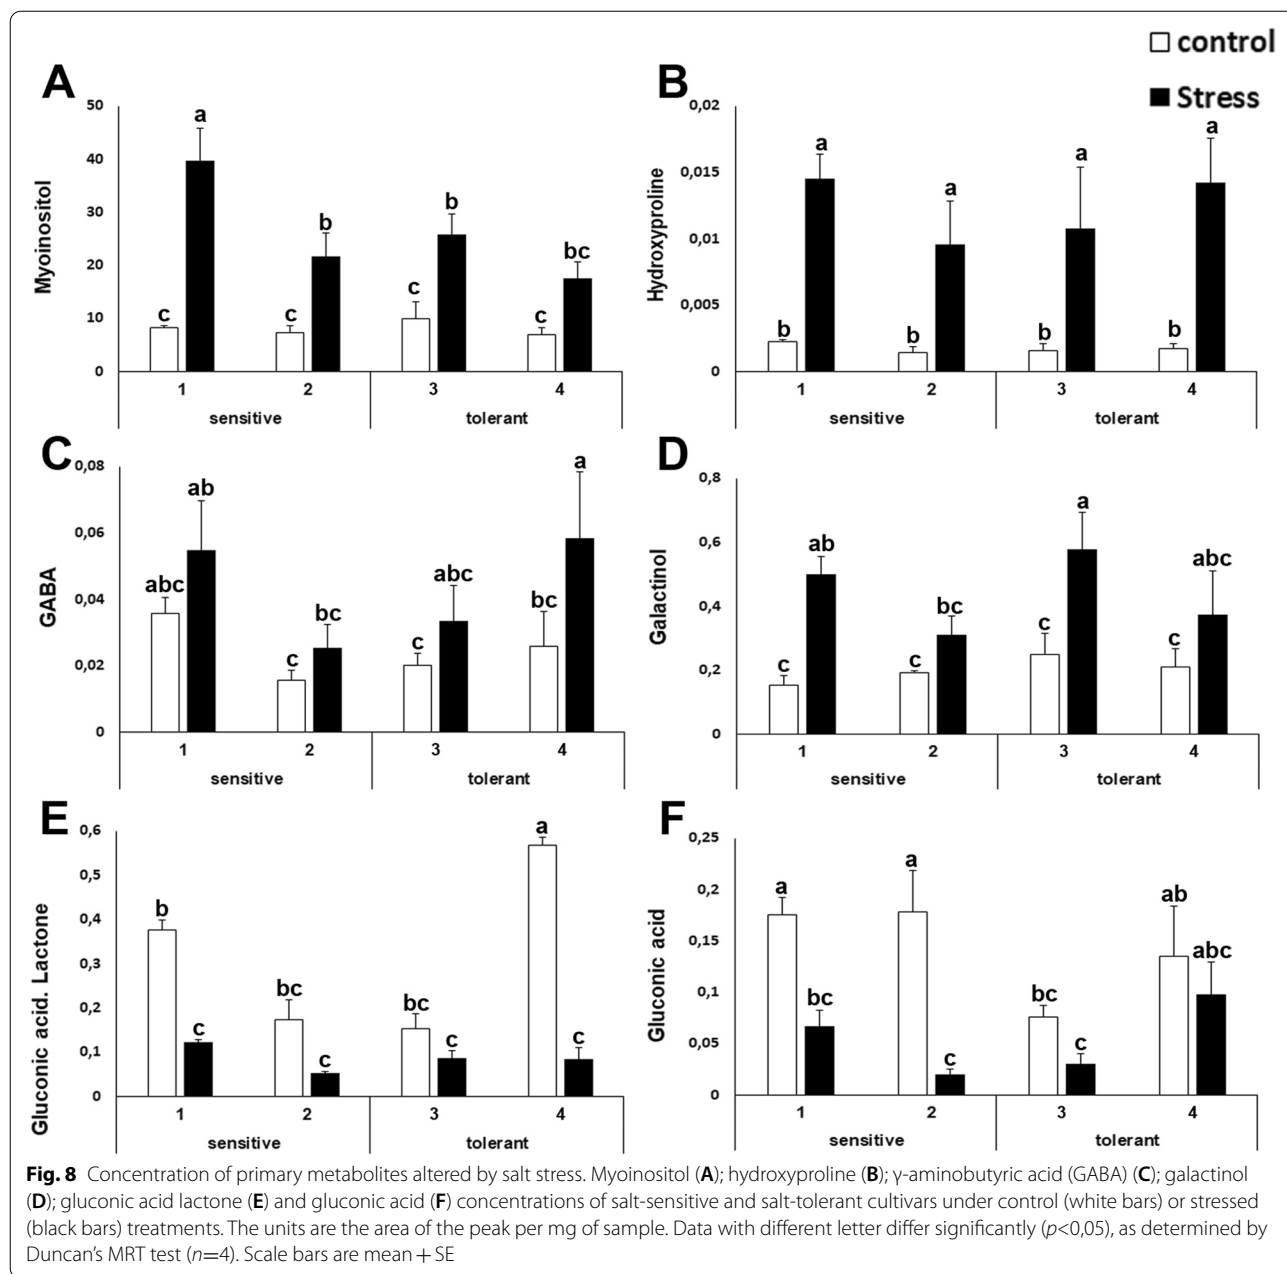 control
Stress
A
50
40
30
20
10
0
Myoinositol
c a c b c b c bc
1 2 3 4
sensitive tolerant
B
0,02
0,015
0,01
0,005
0
Hydroxyproline
b a b a b a b a
1 2 3 4
sensitive tolerant
C
0,08
0,06
0,04
0,02
0
GABA
abc ab c bc c abc bc a
1 2 3 4
sensitive tolerant
D
0,8
0,6
0,4
0,2
0
Galactinol
c ab c bc c a c abc
1 2 3 4
sensitive tolerant
E
0,6
0,5
0,4
0,3
0,2
0,1
0
Gluconic acid. Lactone
b c bc c bc c a c
1 2 3 4
sensitive tolerant
F
0,25
0,2
0,15
0,1
0,05
0
Gluconic acid
a bc a c bc c ab abc
1 2 3 4
sensitive tolerant
Fig. 8 Concentration of primary metabolites altered by salt stress. Myoinositol (A); hydroxyproline (B); γ-aminobutyric acid (GABA) (C); galactinol
(D); gluconic acid lactone (E) and gluconic acid (F) concentrations of salt-sensitive and salt-tolerant cultivars under control (white bars) or stressed
(black bars) treatments. The units are the area of the peak per mg of sample. Data with different letter differ significantly (p<0,05), as determined by
Duncan's MRT test (n=4). Scale bars are mean + SE